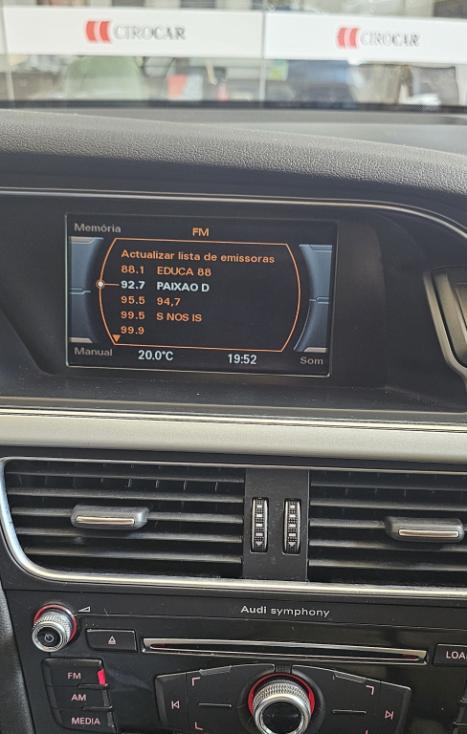 CIROCAR CIROCAR
Memória FM
Actualizar lista de emissoras
88.1 EDUCA 88
92.7 PAIXAO D
95.5 94,7
99.5 S NOS IS
99.9
Manual 20.0°C 19:52 Som
Audi symphony
FM
AM
MEDIA